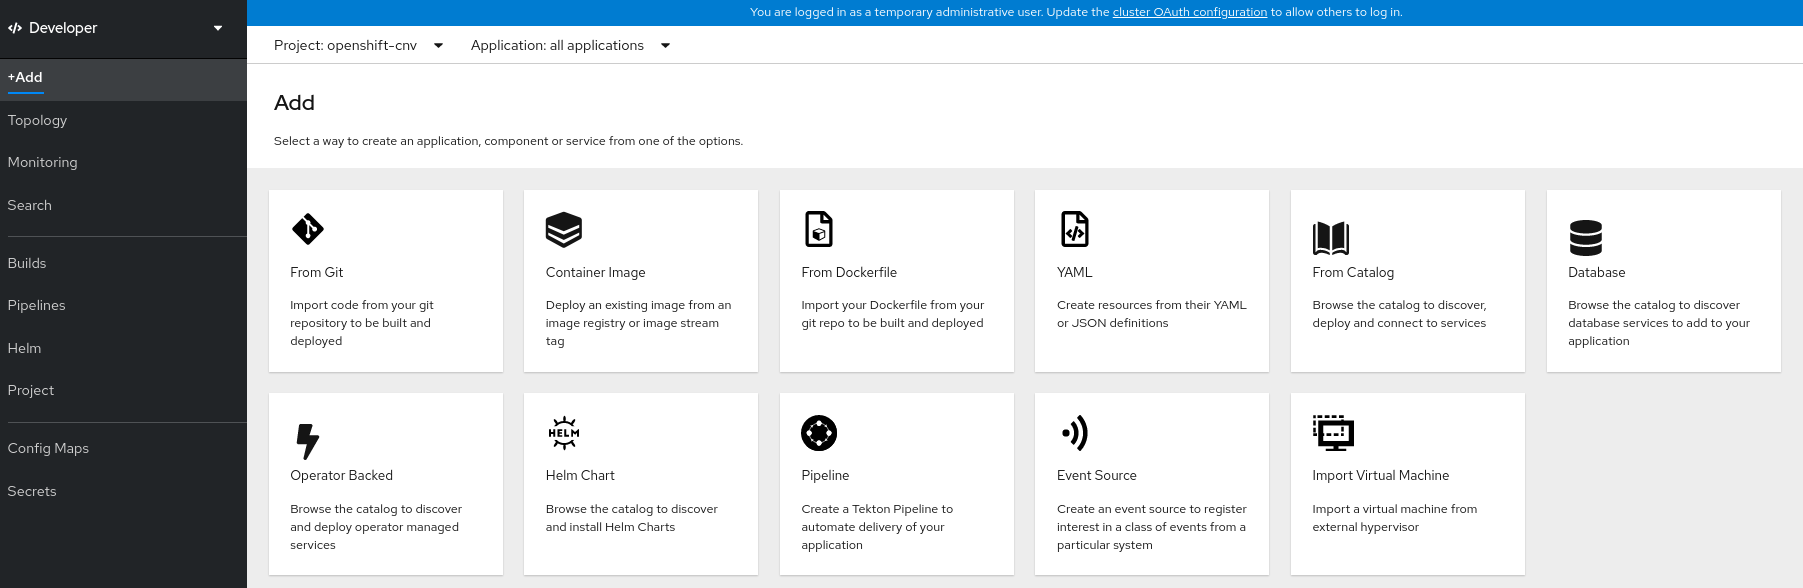 Developer
You are logged in as a temporary administrative user. Update the cluster OAuth configuration to allow others to log in.
Project: openshift-cnv
Application: all applications
+Add
Topology
Monitoring
Search
Builds
Pipelines
Helm
Project
Config Maps
Secrets
Add
Select a way to create an application, component or service from one of the options.
From Git
Import code from your git
repository to be built and
deployed
Container Image
Deploy an existing image from an
image registry or image stream
tag
From Dockerfile
Import your Dockerfile from your
git repo to be built and deployed
YAML
Create resources from their YAML
or JSON definitions
From Catalog
Browse the catalog to discover,
deploy and connect to services
Database
Browse the catalog to discover
database services to add to your
application
Operator Backed
Browse the catalog to discover
and deploy operator managed
services
HELM
Helm Chart
Browse the catalog to discover
and install Helm Charts
Pipeline
Create a Tekton Pipeline to
automate delivery of your
application
Event Source
Create an event source to register
interest in a class of events from a
particular system
Import Virtual Machine
Import a virtual machine from
external hypervisor